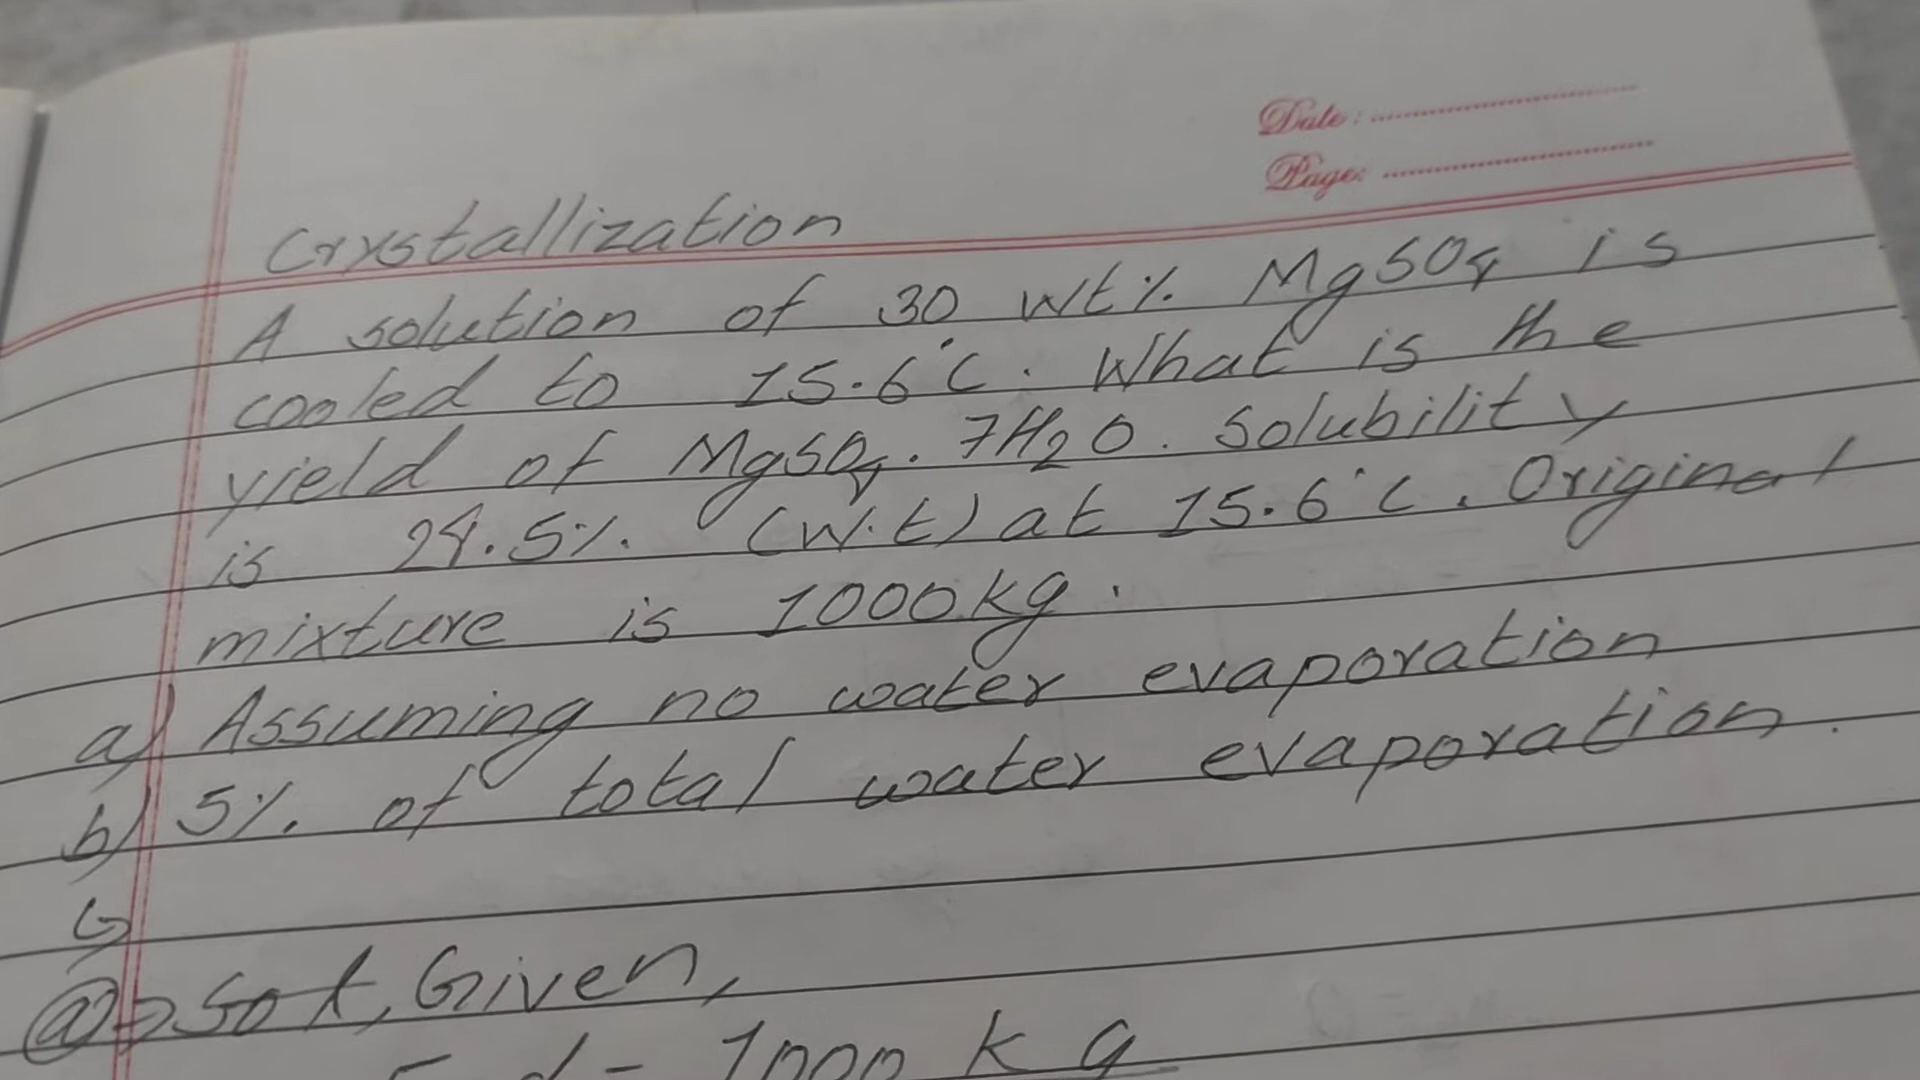 Date: ....................
Page: ....................
Crystallization
A solution of 30 wt% MgSO4 is
cooled to 15.6°C. What is the
yield of MgSO4. 7H2O. Solubility
is 24.5% (w.t) at 15.6°C. Original
mixture is 1000kg.
a) Assuming no water evaporation
b) 5% of total water evaporation.
@ => Sol, Given,
1000 kg